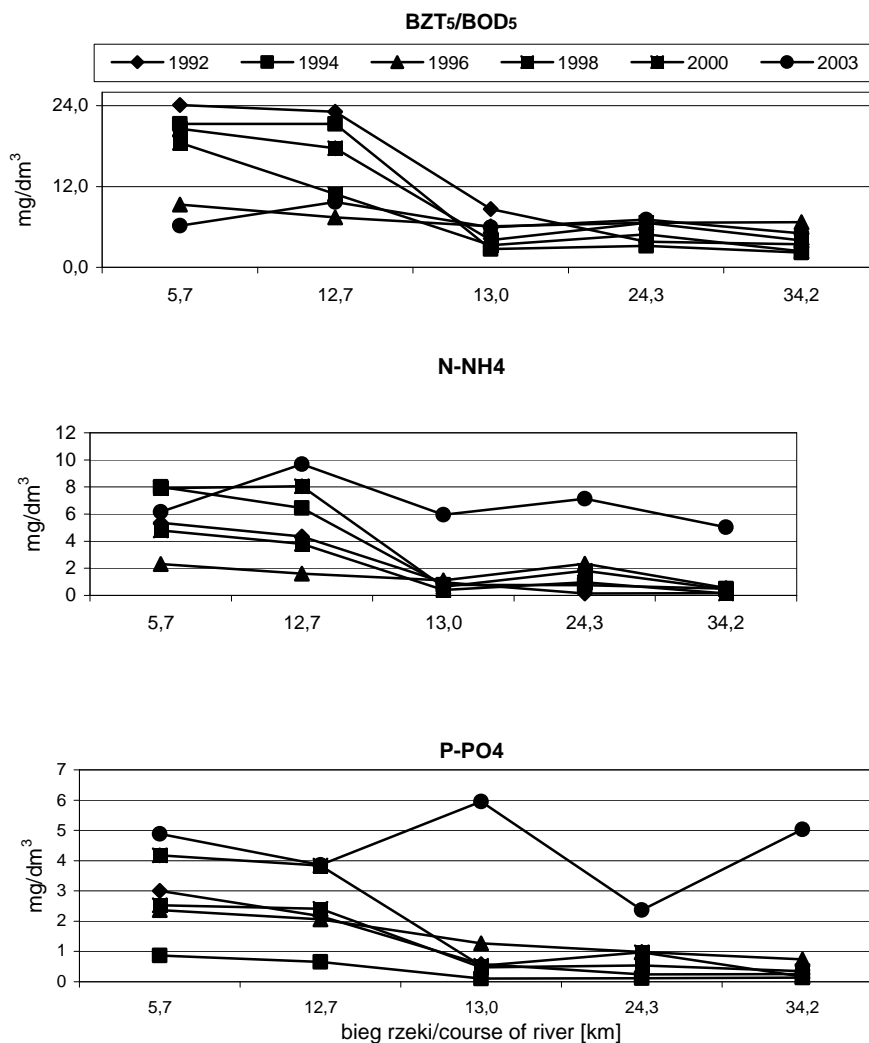 BZT5/BOD5
1992 1994 1996 1998 2000 2003
24,0
12,0
0,0
mg/dm3
5,7 12,7 13,0 24,3 34,2
N-NH4
12
10
8
6
4
2
0
mg/dm3
5,7 12,7 13,0 24,3 34,2
P-PO4
7
6
5
4
3
2
1
0
mg/dm3
5,7 12,7 13,0 24,3 34,2
bieg rzeki/course of river [km]